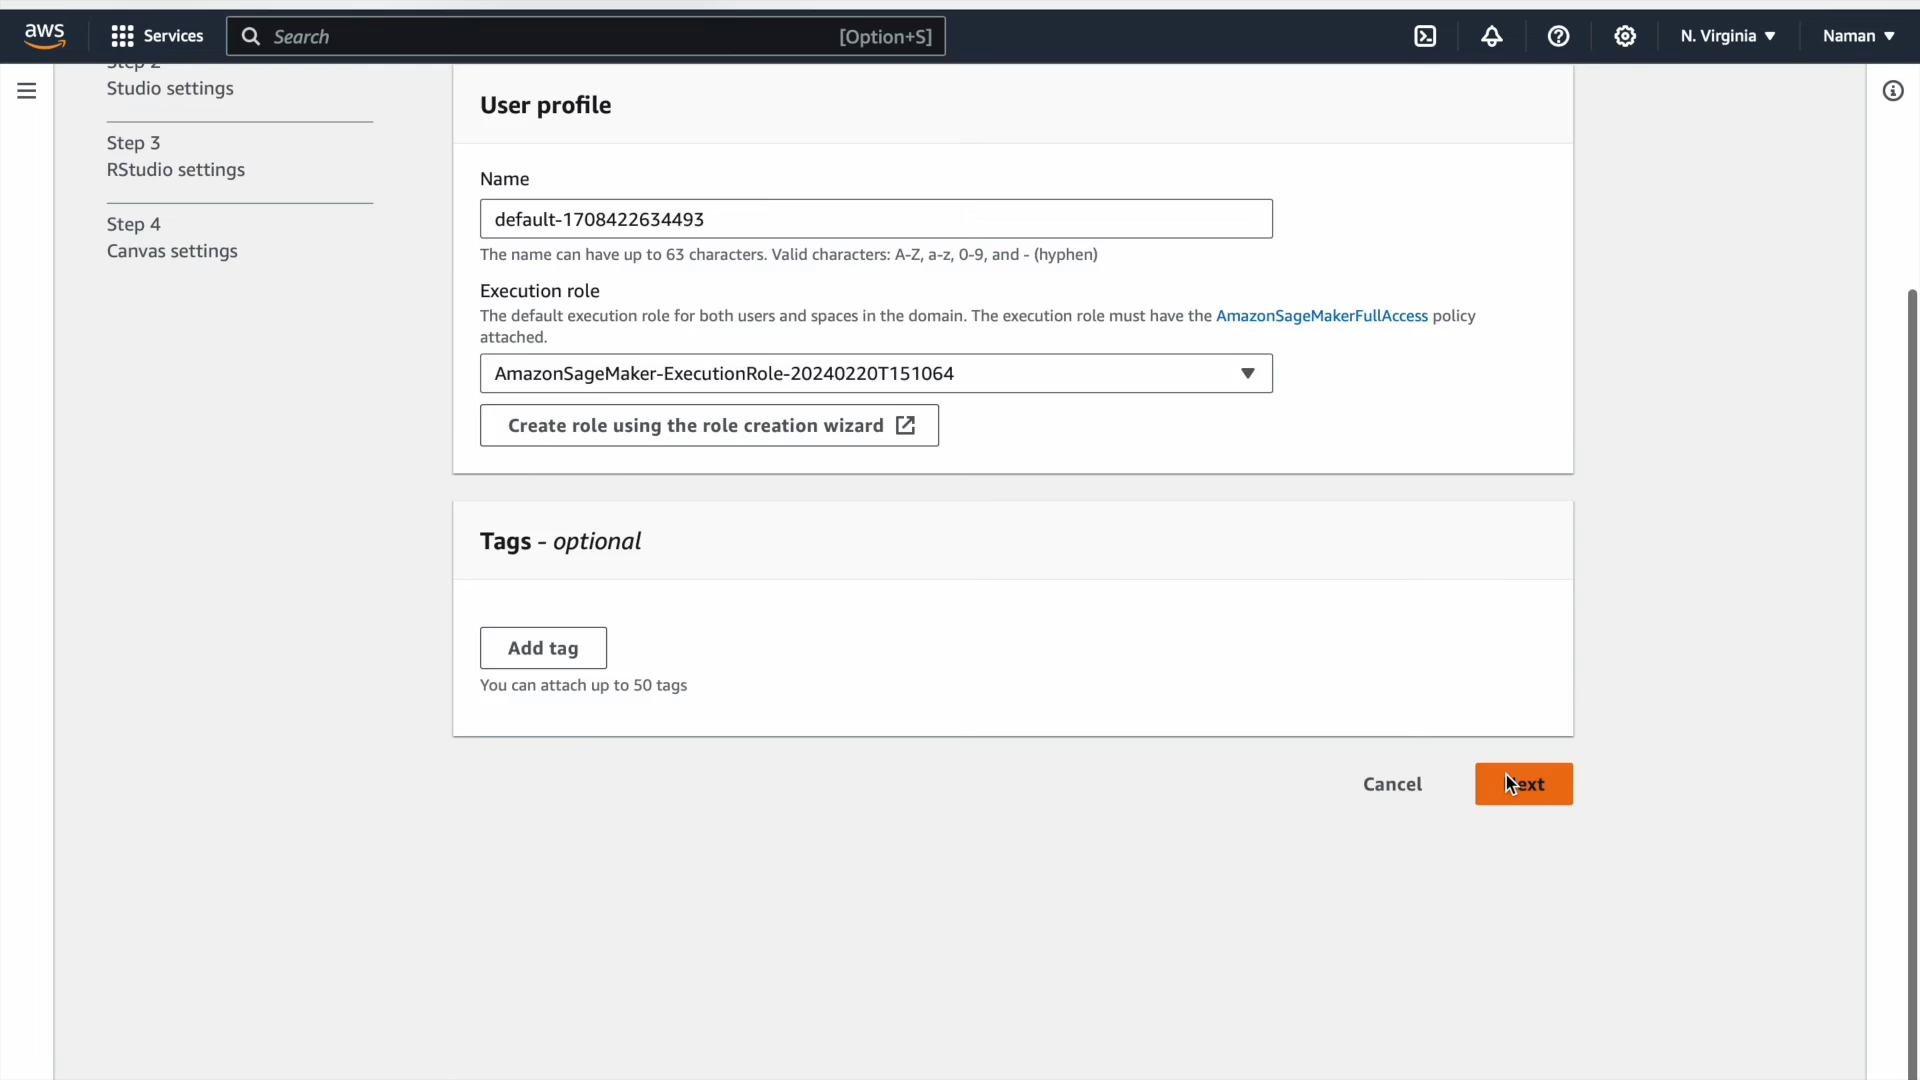 aws
Services
Search
[Option+S]
N. Virginia
Naman
Step 2
Studio settings
Step 3
RStudio settings
Step 4
Canvas settings
User profile
Name
default-1708422634493
The name can have up to 63 characters. Valid characters: A-Z, a-z, 0-9, and - (hyphen)
Execution role
The default execution role for both users and spaces in the domain. The execution role must have the AmazonSageMakerFullAccess policy
attached.
AmazonSageMaker-ExecutionRole-20240220T151064
Create role using the role creation wizard
Tags - optional
Add tag
You can attach up to 50 tags
Cancel
Next